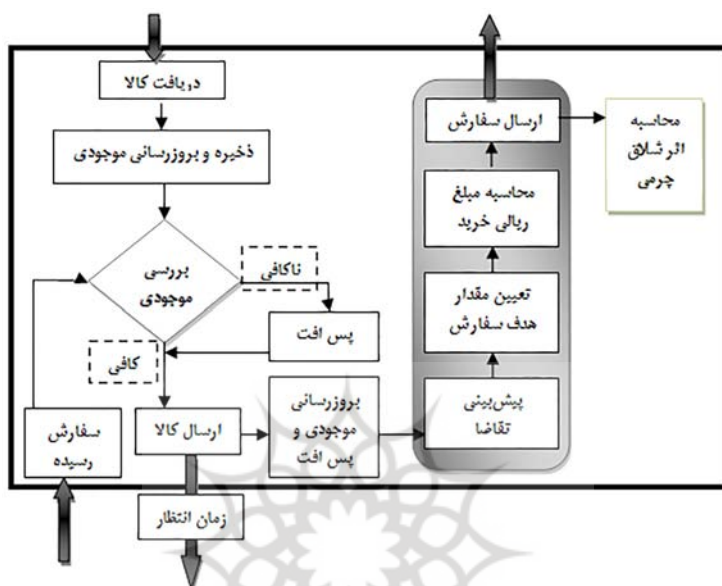 دریافت کالا
ذخیره و بروزرسانی موجودی
بررسی
موجودی
ناکافی
کافی
پس افت
سفارش
رسیده
ارسال کالا
زمان انتظار
بروزرسانی
موجودی و
پس افت
پیش‌بینی
تقاضا
تعیین مقدار
هدف سفارش
محاسبه مبلغ
ریالی خرید
ارسال سفارش
محاسبه
اثر شلاق
چرمی